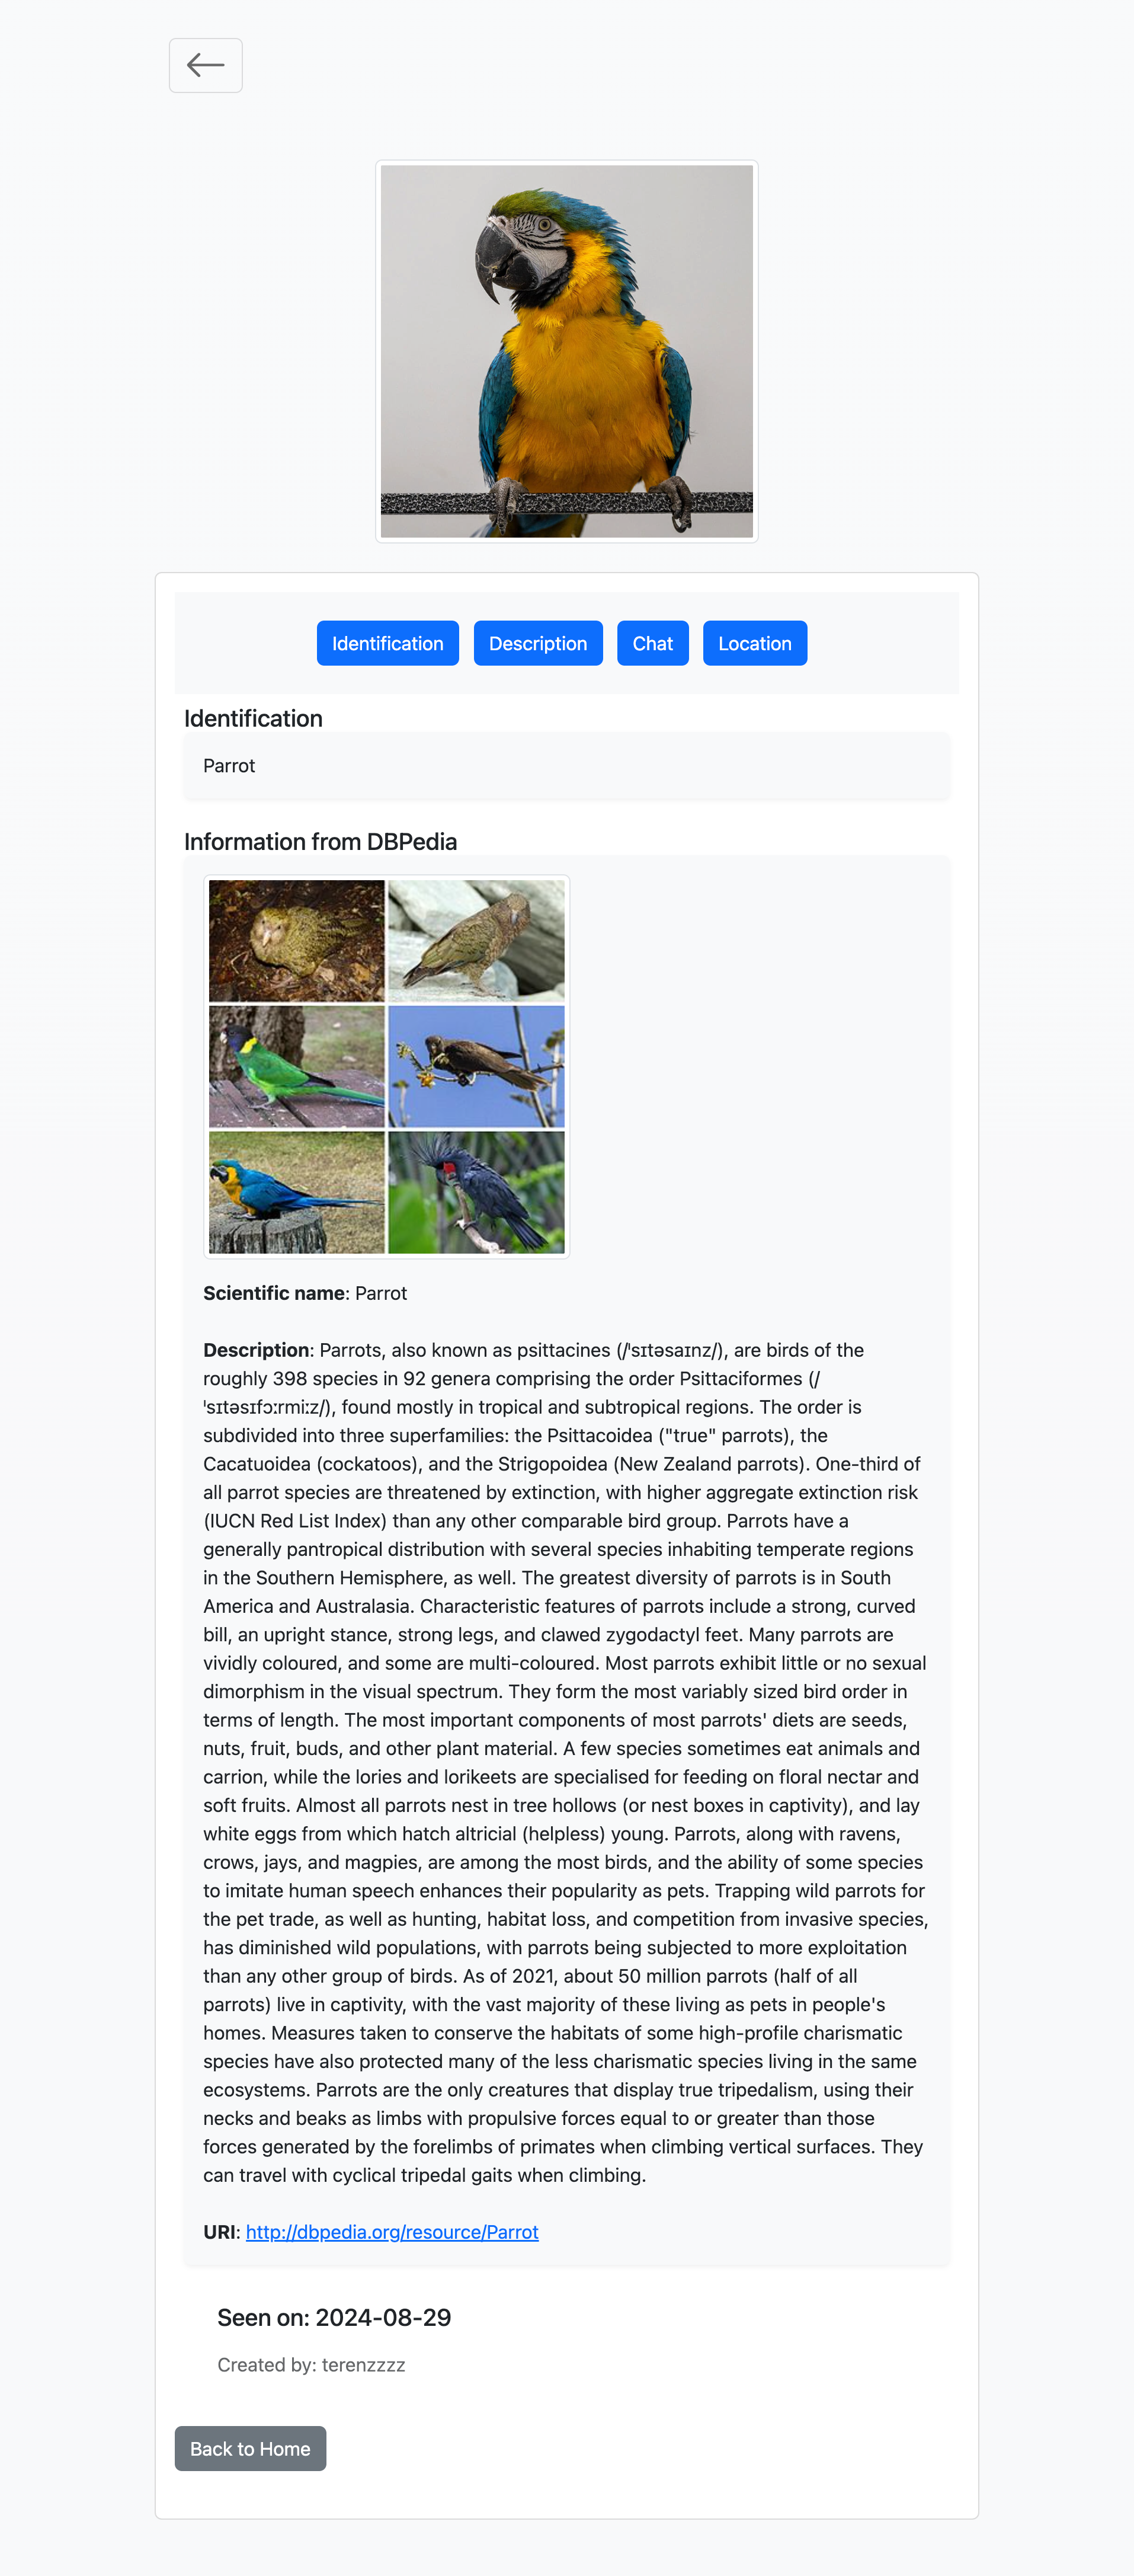 Identification
Description
Chat
Location
Identification
Parrot
Information from DBPedia
Scientific name: Parrot
Description: Parrots, also known as psittacines (/ˈsɪtəsaɪnz/), are birds of the
roughly 398 species in 92 genera comprising the order Psittaciformes (/
ˈsɪtəsɪfɔːrmiːz/), found mostly in tropical and subtropical regions. The order is
subdivided into three superfamilies: the Psittacoidea ("true" parrots), the
Cacatuoidea (cockatoos), and the Strigopoidea (New Zealand parrots). One-third of
all parrot species are threatened by extinction, with higher aggregate extinction risk
(IUCN Red List Index) than any other comparable bird group. Parrots have a
generally pantropical distribution with several species inhabiting temperate regions
in the Southern Hemisphere, as well. The greatest diversity of parrots is in South
America and Australasia. Characteristic features of parrots include a strong, curved
bill, an upright stance, strong legs, and clawed zygodactyl feet. Many parrots are
vividly coloured, and some are multi-coloured. Most parrots exhibit little or no sexual
dimorphism in the visual spectrum. They form the most variably sized bird order in
terms of length. The most important components of most parrots' diets are seeds,
nuts, fruit, buds, and other plant material. A few species sometimes eat animals and
carrion, while the lories and lorikeets are specialised for feeding on floral nectar and
soft fruits. Almost all parrots nest in tree hollows (or nest boxes in captivity), and lay
white eggs from which hatch altricial (helpless) young. Parrots, along with ravens,
crows, jays, and magpies, are among the most birds, and the ability of some species
to imitate human speech enhances their popularity as pets. Trapping wild parrots for
the pet trade, as well as hunting, habitat loss, and competition from invasive species,
has diminished wild populations, with parrots being subjected to more exploitation
than any other group of birds. As of 2021, about 50 million parrots (half of all
parrots) live in captivity, with the vast majority of these living as pets in people's
homes. Measures taken to conserve the habitats of some high-profile charismatic
species have also protected many of the less charismatic species living in the same
ecosystems. Parrots are the only creatures that display true tripedalism, using their
necks and beaks as limbs with propulsive forces equal to or greater than those
forces generated by the forelimbs of primates when climbing vertical surfaces. They
can travel with cyclical tripedal gaits when climbing.
URI: http://dbpedia.org/resource/Parrot
Seen on: 2024-08-29
Created by: terenzzzz
Back to Home